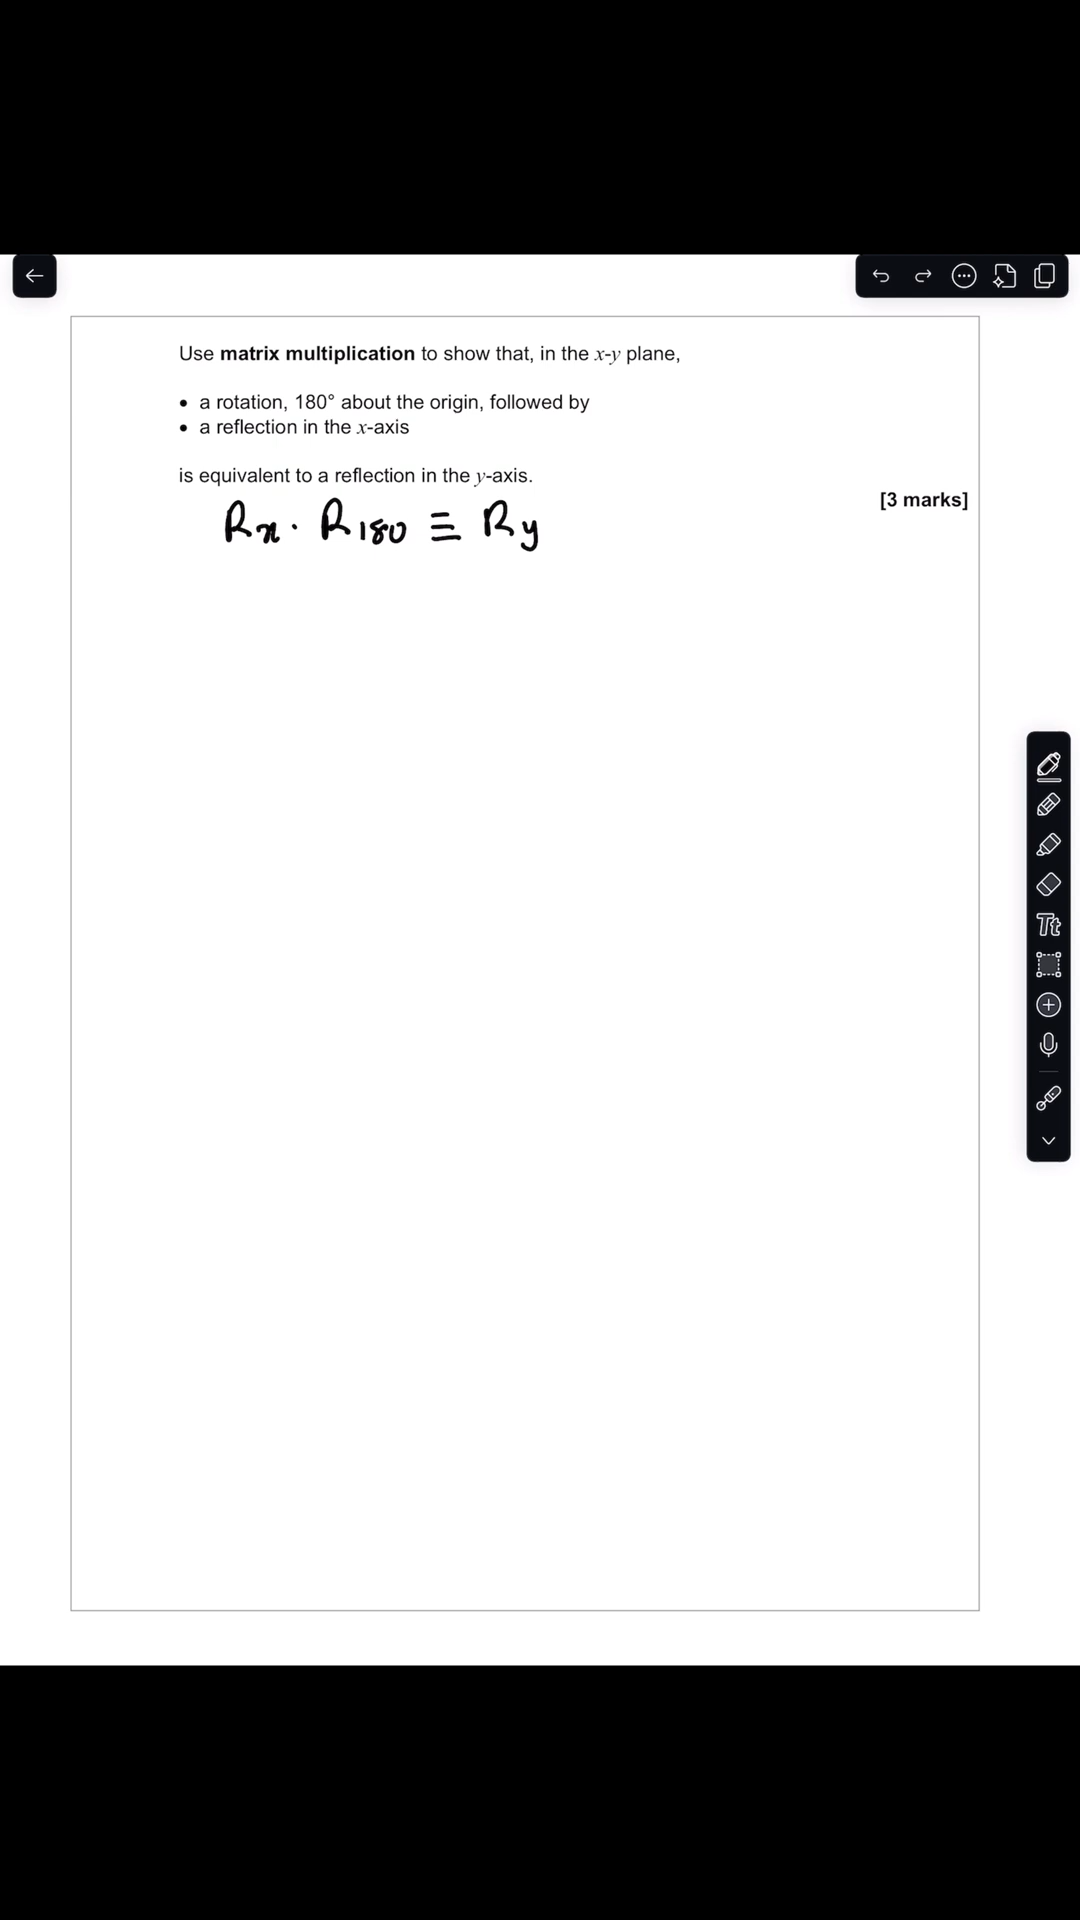 Use matrix multiplication to show that, in the x-y plane,
• a rotation, 180° about the origin, followed by
• a reflection in the x-axis
is equivalent to a reflection in the y-axis.
[3 marks]
Rx · R180 ≡ Ry
Tt